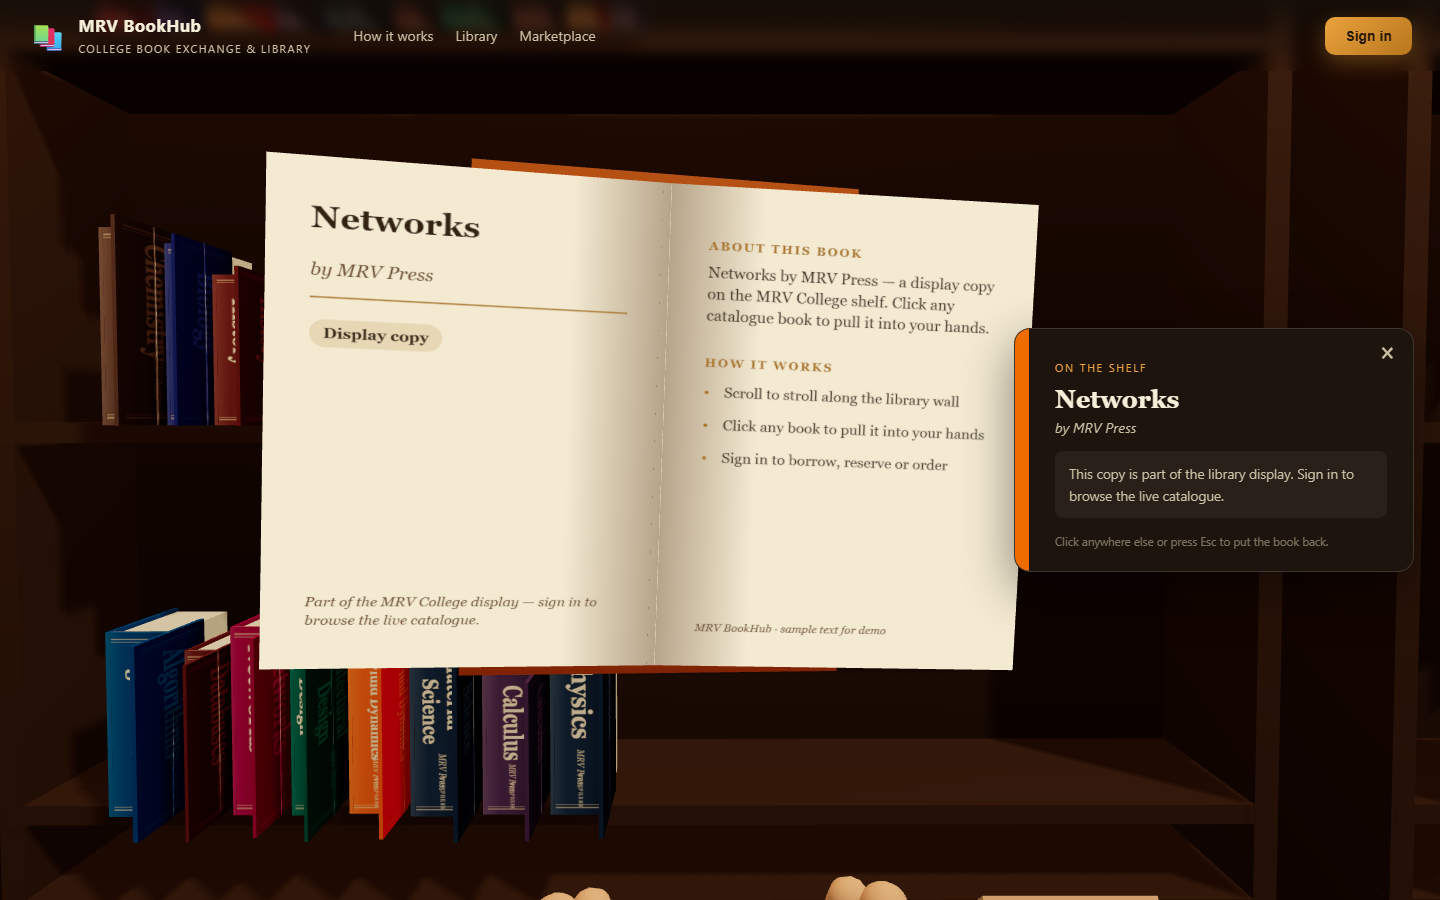 MRV BookHub
COLLEGE BOOK EXCHANGE & LIBRARY
How it works
Library
Marketplace
Sign in
Networks
by MRV Press
Display copy
Part of the MRV College display — sign in to
browse the live catalogue.
ABOUT THIS BOOK
Networks by MRV Press — a display copy
on the MRV College shelf. Click any
catalogue book to pull it into your hands.
HOW IT WORKS
• Scroll to stroll along the library wall
• Click any book to pull it into your hands
• Sign in to borrow, reserve or order
MRV BookHub · sample text for demo
ON THE SHELF
Networks
by MRV Press
This copy is part of the library display. Sign in to
browse the live catalogue.
Click anywhere else or press Esc to put the book back.
Chemistry
Algorithms
Design
Science
Calculus